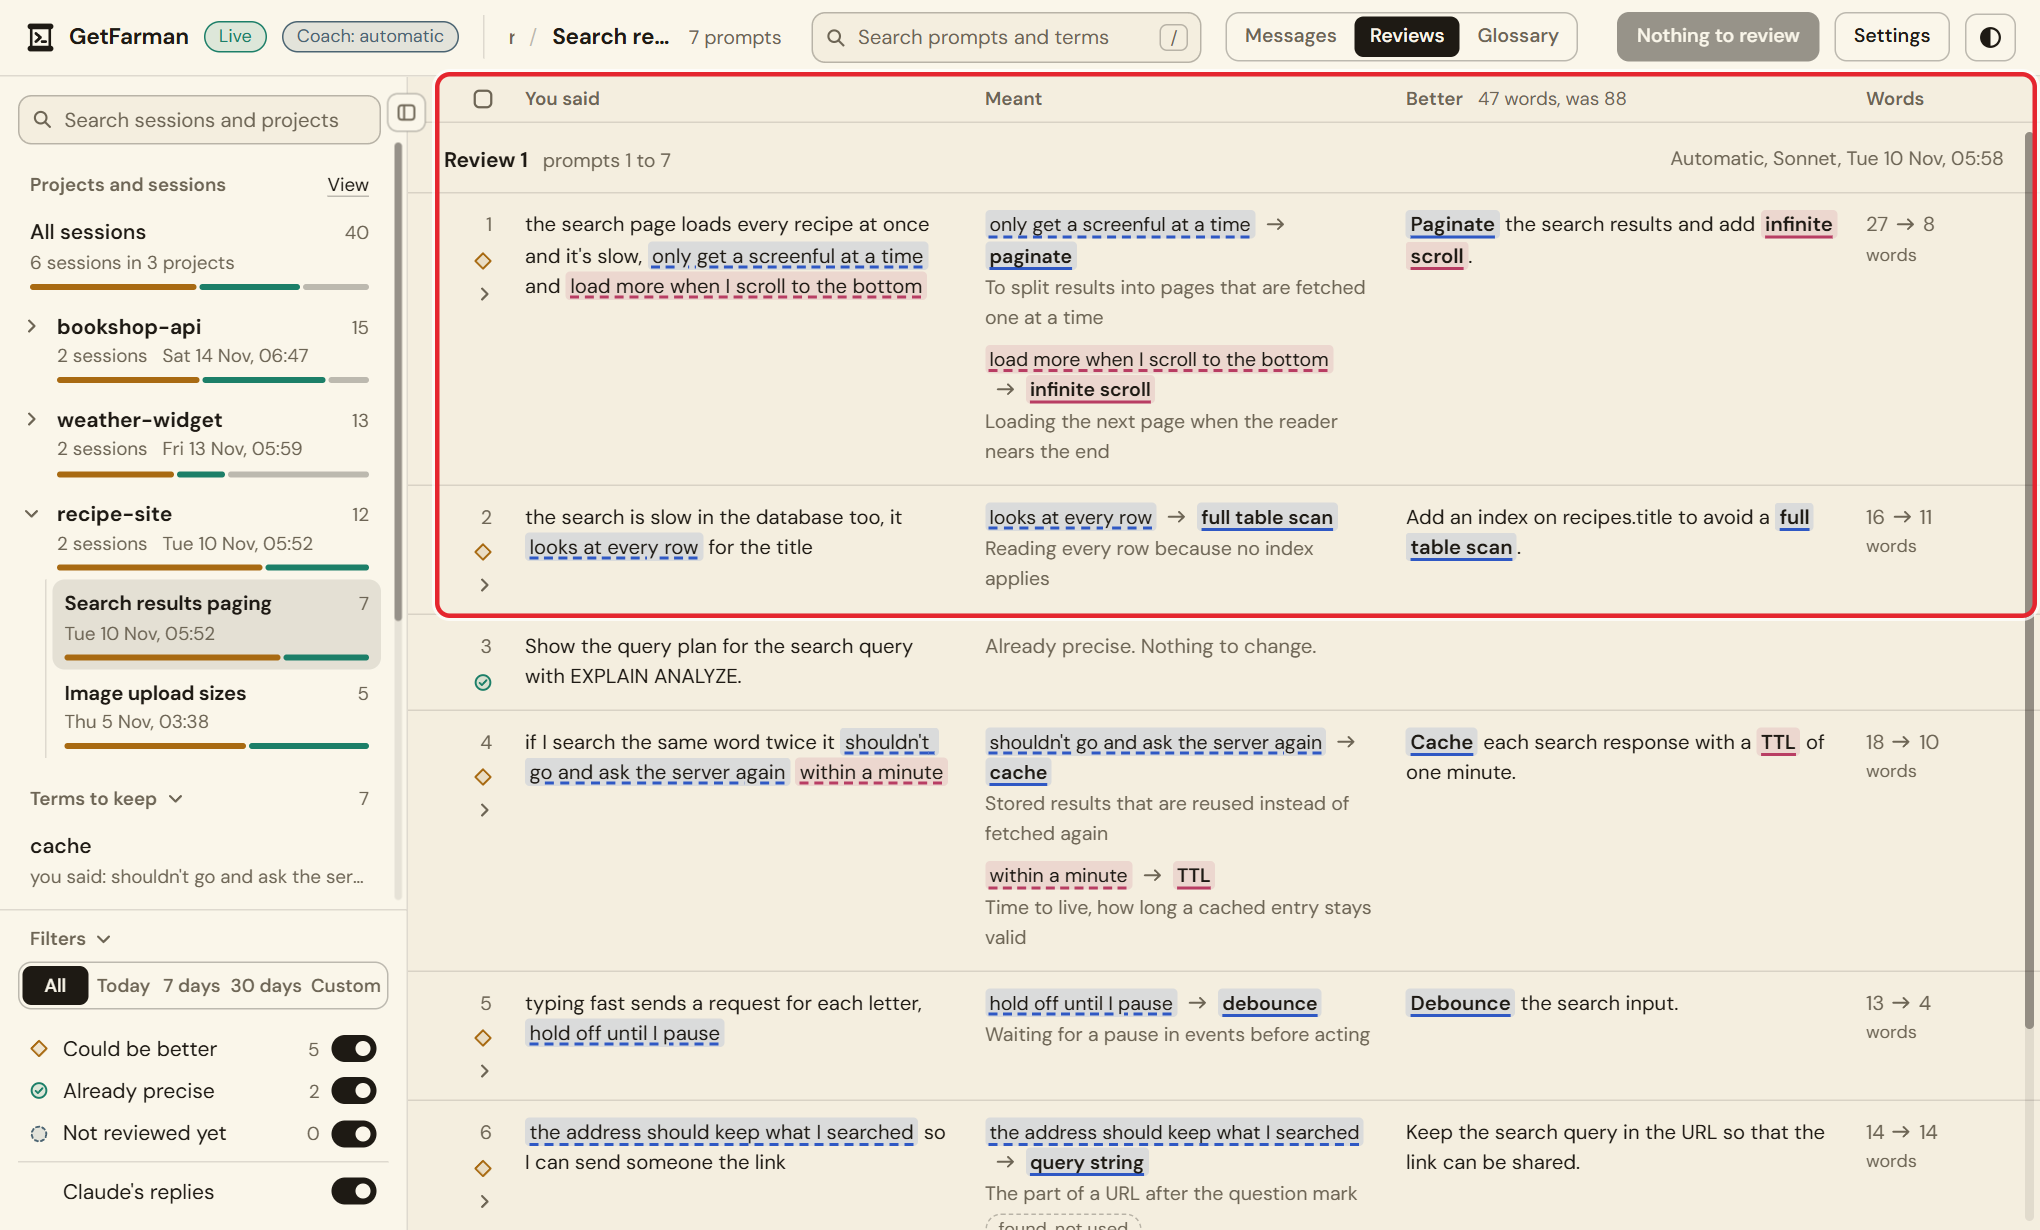 GetFarman
Live
Coach: automatic
r / Search re... 7 prompts
Search prompts and terms /
Messages Reviews Glossary
Nothing to review
Settings
Search sessions and projects
Projects and sessions View
All sessions 40
6 sessions in 3 projects
bookshop-api 15
2 sessions Sat 14 Nov, 06:47
weather-widget 13
2 sessions Fri 13 Nov, 05:59
recipe-site 12
2 sessions Tue 10 Nov, 05:52
Search results paging 7
Tue 10 Nov, 05:52
Image upload sizes 5
Thu 5 Nov, 03:38
Terms to keep 7
cache
you said: shouldn't go and ask the ser...
Filters
All Today 7 days 30 days Custom
Could be better 5
Already precise 2
Not reviewed yet 0
Claude's replies
You said Meant Better 47 words, was 88 Words
Review 1 prompts 1 to 7 Automatic, Sonnet, Tue 10 Nov, 05:58
1
the search page loads every recipe at once
and it's slow, only get a screenful at a time
and load more when I scroll to the bottom
only get a screenful at a time →
paginate
To split results into pages that are fetched
one at a time
load more when I scroll to the bottom
→ infinite scroll
Loading the next page when the reader
nears the end
Paginate the search results and add infinite
scroll.
27 → 8
words
2
the search is slow in the database too, it
looks at every row for the title
looks at every row → full table scan
Reading every row because no index
applies
Add an index on recipes.title to avoid a full
table scan.
16 → 11
words
3
Show the query plan for the search query
with EXPLAIN ANALYZE.
Already precise. Nothing to change.
4
if I search the same word twice it shouldn't
go and ask the server again within a minute
shouldn't go and ask the server again →
cache
Stored results that are reused instead of
fetched again
within a minute → TTL
Time to live, how long a cached entry stays
valid
Cache each search response with a TTL of
one minute.
18 → 10
words
5
typing fast sends a request for each letter,
hold off until I pause
hold off until I pause → debounce
Waiting for a pause in events before acting
Debounce the search input.
13 → 4
words
6
the address should keep what I searched so
I can send someone the link
the address should keep what I searched
→ query string
The part of a URL after the question mark
found, not used
Keep the search query in the URL so that the
link can be shared.
14 → 14
words